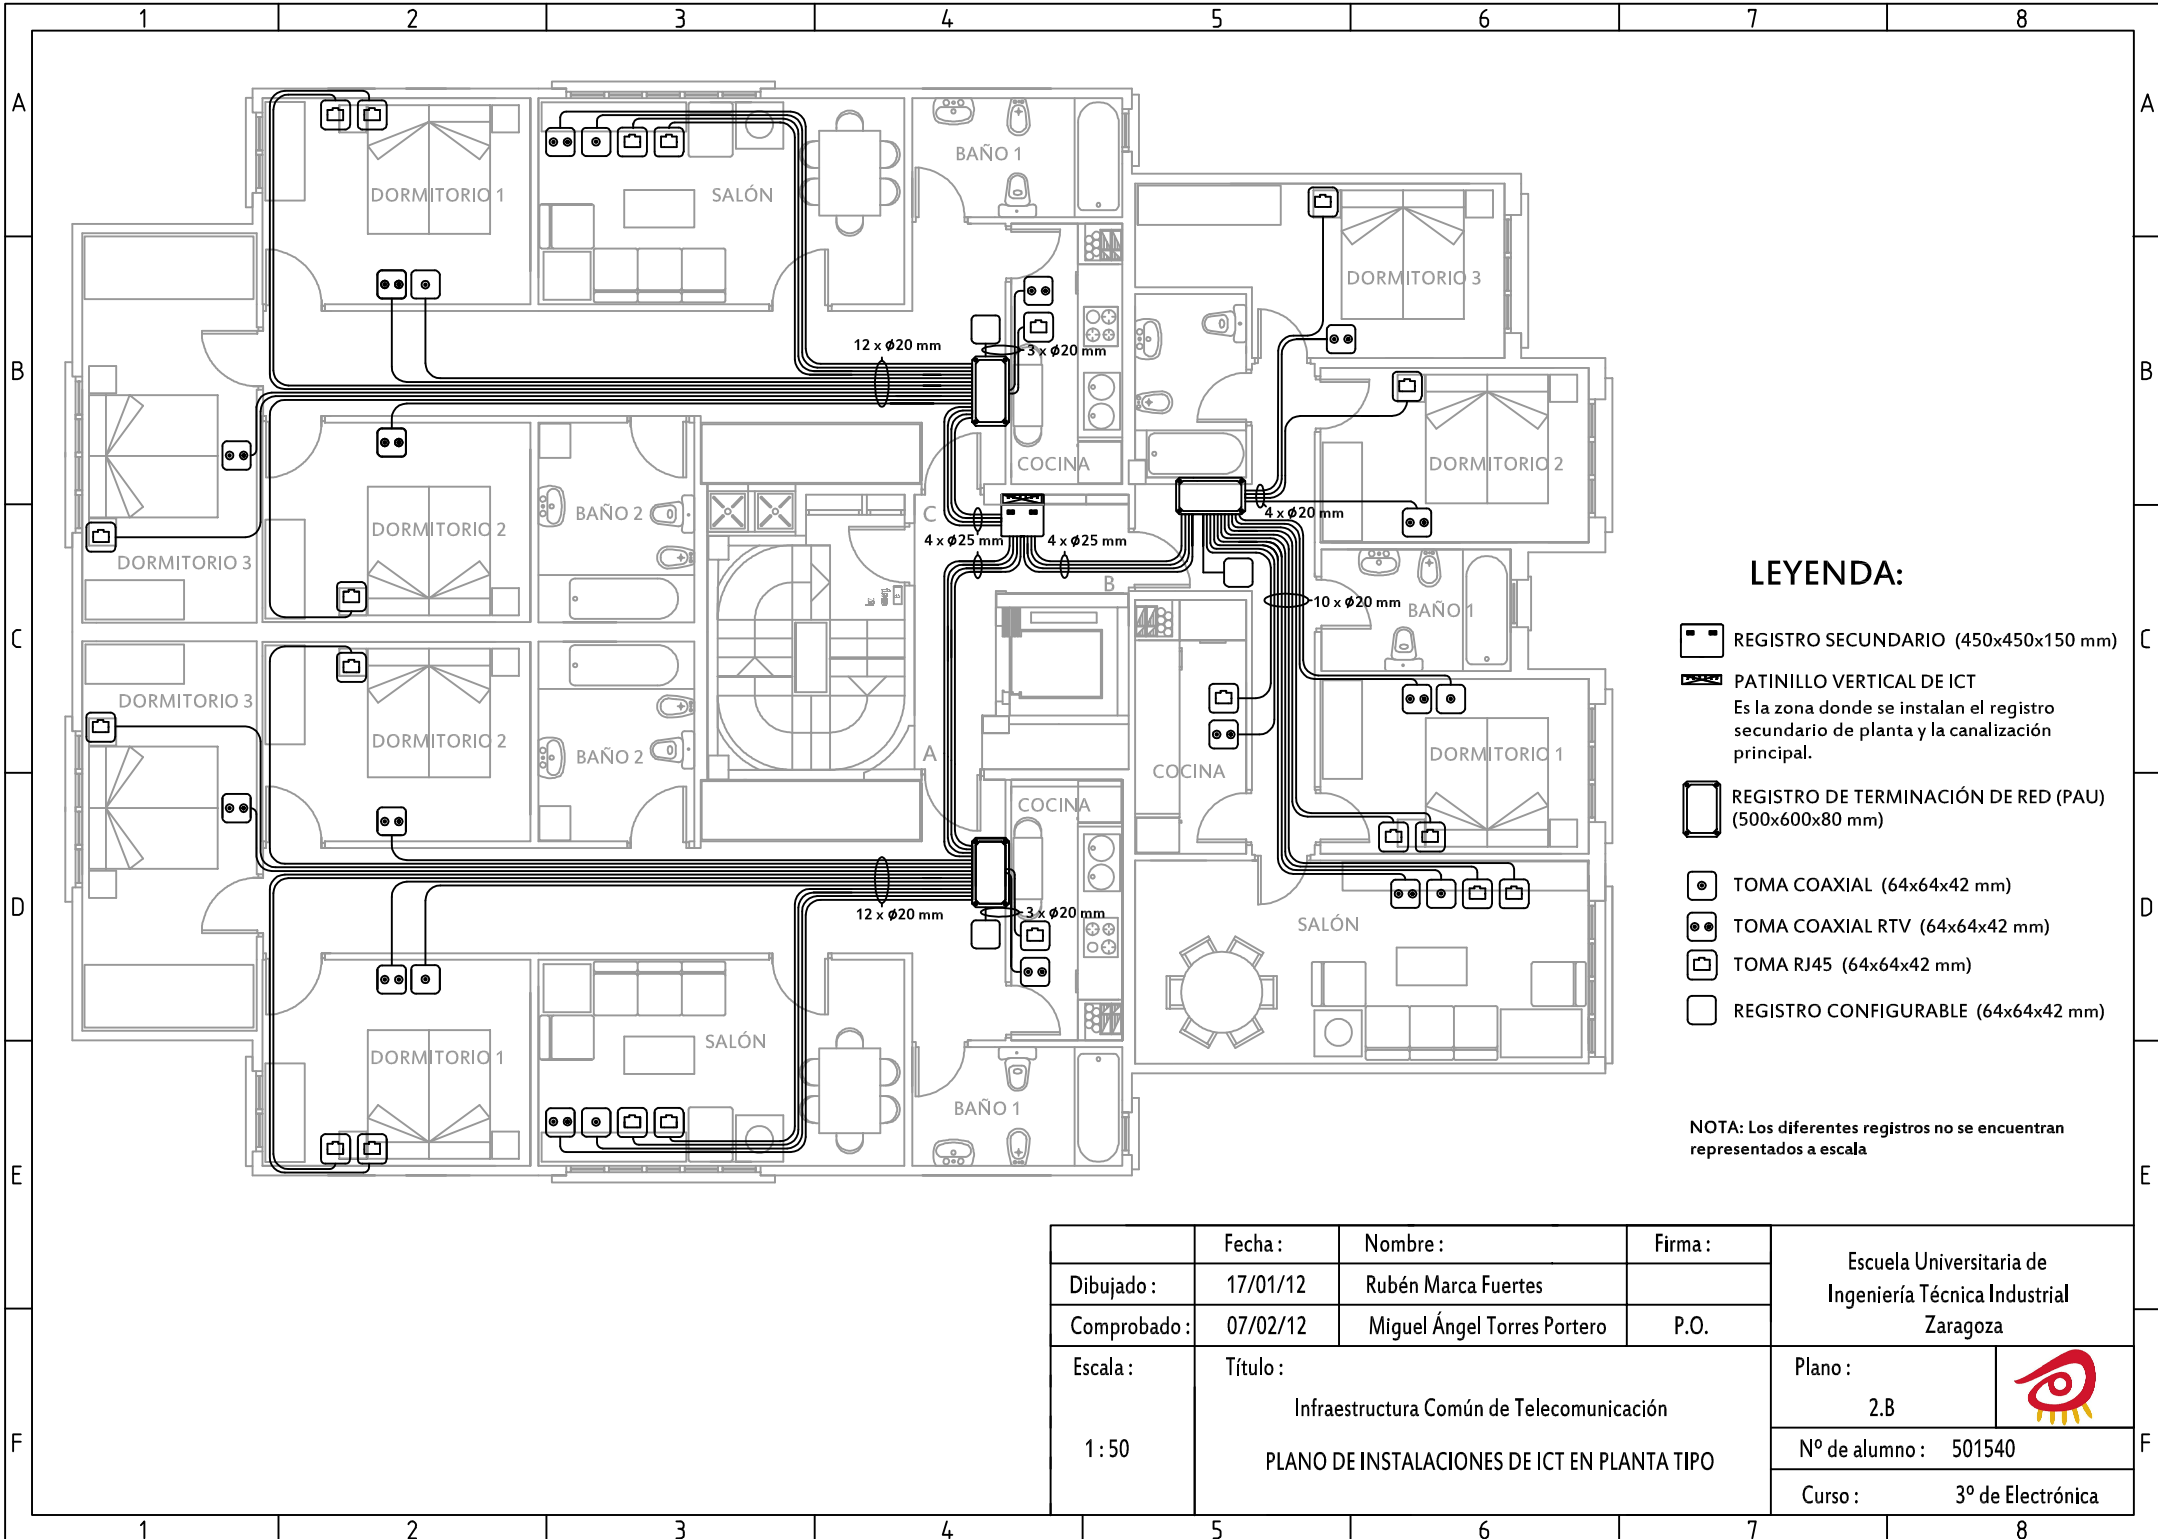 1 2 3 4 5 6 7 8
A A
DORMITORIO 1
SALÓN
BAÑO 1
DORMITORIO 3
12 x ϕ20 mm
3 x ϕ20 mm
B B
COCINA
DORMITORIO 2
BAÑO 2
DORMITORIO 2
C
4 x ϕ25 mm
4 x ϕ25 mm
4 x ϕ20 mm
DORMITORIO 3
B
10 x ϕ20 mm
BAÑO 1
C C
DORMITORIO 3
DORMITORIO 2
BAÑO 2
A
COCINA
DORMITORIO 1
COCINA
12 x ϕ20 mm
3 x ϕ20 mm
SALÓN
D D
DORMITORIO 1
SALÓN
BAÑO 1
E E
LEYENDA:
REGISTRO SECUNDARIO (450x450x150 mm)
PATINILLO VERTICAL DE ICT
Es la zona donde se instalan el registro
secundario de planta y la canalización
principal.
REGISTRO DE TERMINACIÓN DE RED (PAU)
(500x600x80 mm)
TOMA COAXIAL (64x64x42 mm)
TOMA COAXIAL RTV (64x64x42 mm)
TOMA RJ45 (64x64x42 mm)
REGISTRO CONFIGURABLE (64x64x42 mm)
NOTA: Los diferentes registros no se encuentran
representados a escala
Fecha : Nombre : Firma :
Dibujado : 17/01/12 Rubén Marca Fuertes
Comprobado : 07/02/12 Miguel Ángel Torres Portero P.O.
Escuela Universitaria de
Ingeniería Técnica Industrial
Zaragoza
Escala :
1 : 50
Título :
Infraestructura Común de Telecomunicación
PLANO DE INSTALACIONES DE ICT EN PLANTA TIPO
Plano :
2.B
Nº de alumno : 501540
Curso : 3º de Electrónica
F F
1 2 3 4 5 6 7 8